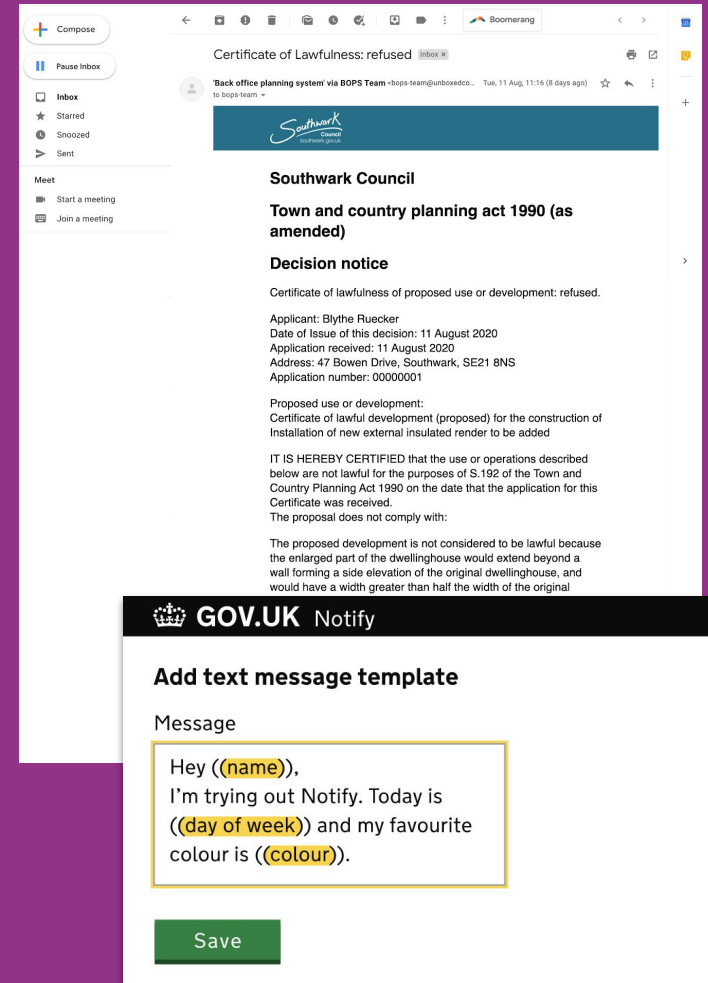 Compose
Boomerang
Pause Inbox
Certificate of Lawfulness: refused Inbox ×
'Back office planning system' via BOPS Team <bops-team@unboxedco... Tue, 11 Aug, 11:16 (8 days ago)
to bops-team
Inbox
Starred
Snoozed
Sent
Meet
Start a meeting
Join a meeting
Southwark
Council
southwark.gov.uk
Southwark Council
Town and country planning act 1990 (as
amended)
Decision notice
Certificate of lawfulness of proposed use or development: refused.
Applicant: Blythe Ruecker
Date of Issue of this decision: 11 August 2020
Application received: 11 August 2020
Address: 47 Bowen Drive, Southwark, SE21 8NS
Application number: 00000001
Proposed use or development:
Certificate of lawful development (proposed) for the construction of
Installation of new external insulated render to be added
IT IS HEREBY CERTIFIED that the use or operations described
below are not lawful for the purposes of S.192 of the Town and
Country Planning Act 1990 on the date that the application for this
Certificate was received.
The proposal does not comply with:
The proposed development is not considered to be lawful because
the enlarged part of the dwellinghouse would extend beyond a
wall forming a side elevation of the original dwellinghouse, and
would have a width greater than half the width of the original
GOV.UK Notify
Add text message template
Message
Hey ((name)),
I'm trying out Notify. Today is
((day of week)) and my favourite
colour is ((colour)).
Save